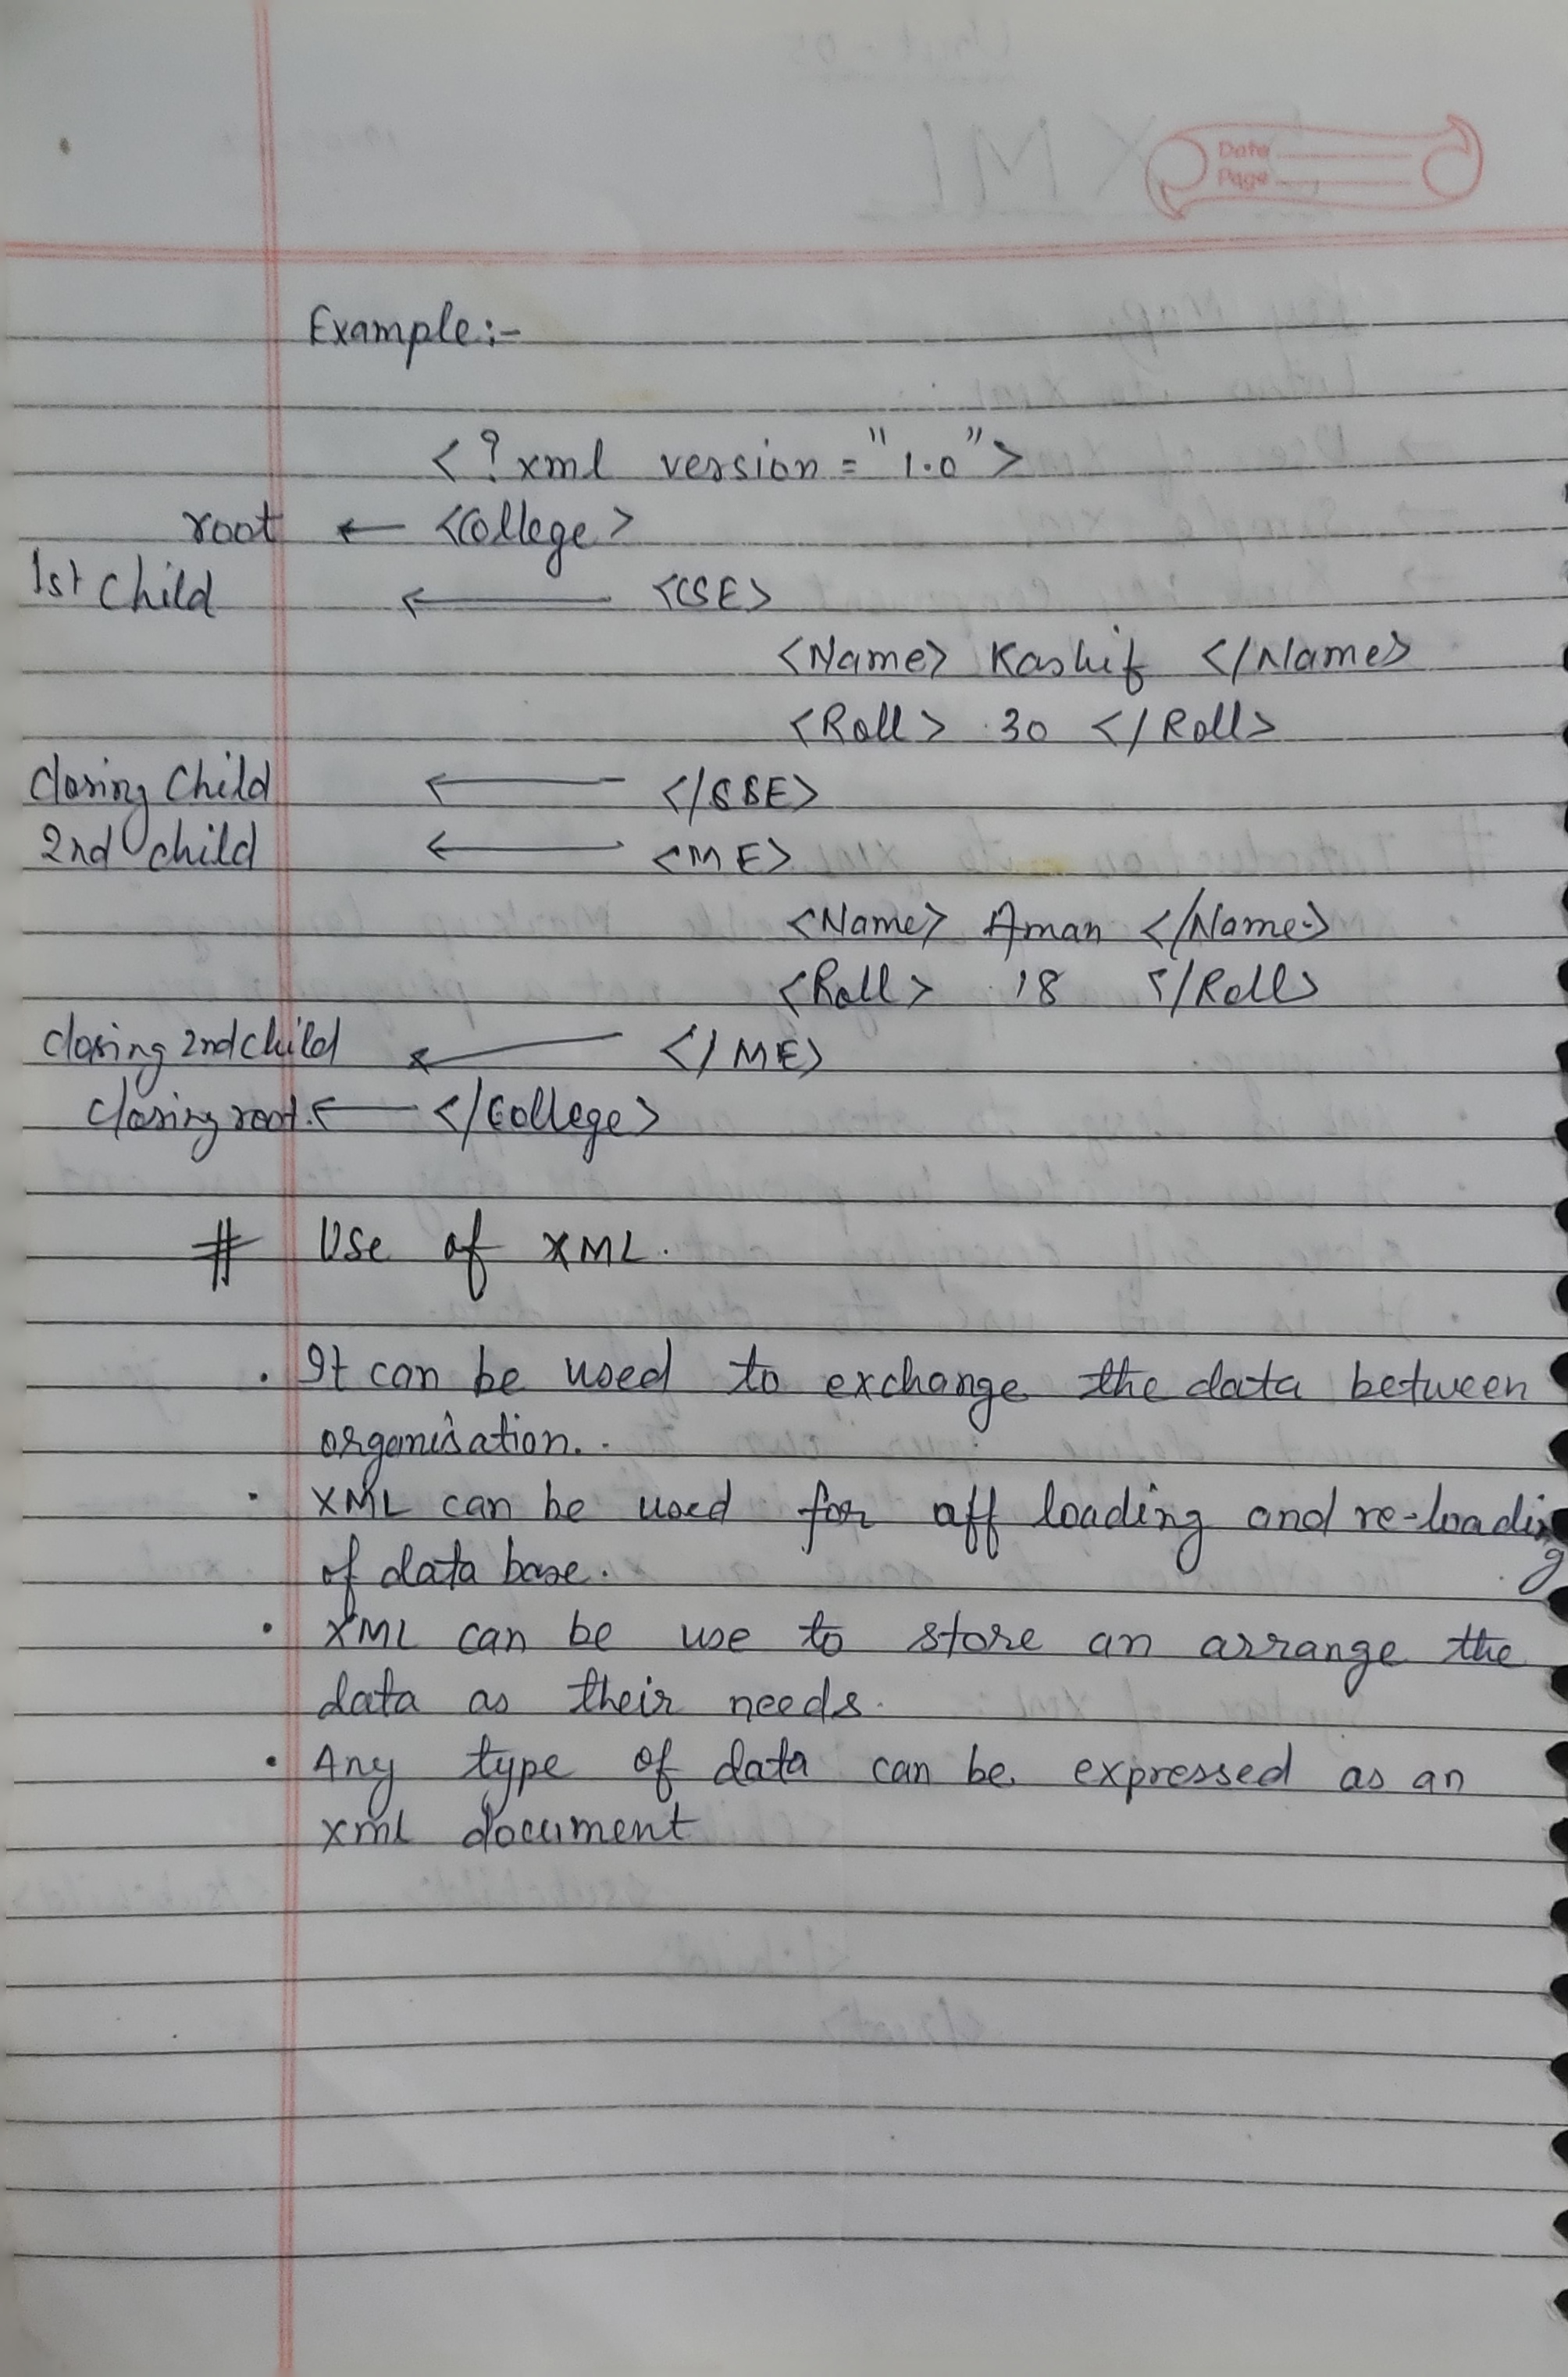 Date
Page
Example:-
<?xml version="1.0">
root ← <College>
1st Child ← <CSE>
<Name> Kashif </Name>
<Roll> 30 </Roll>
Closing Child ← </SSE>
2nd child ← <ME>
<Name> Aman </Name>
<Roll> 18 </Roll>
closing 2nd child ← </ME>
closing root. ← </College>
# Use of XML.
. It can be used to exchange the data between
organisation..
. XML can be used for off loading and re-loading
of data base.
. XML can be use to store an arrange the
data as their needs.
. Any type of data can be expressed as an
xml document